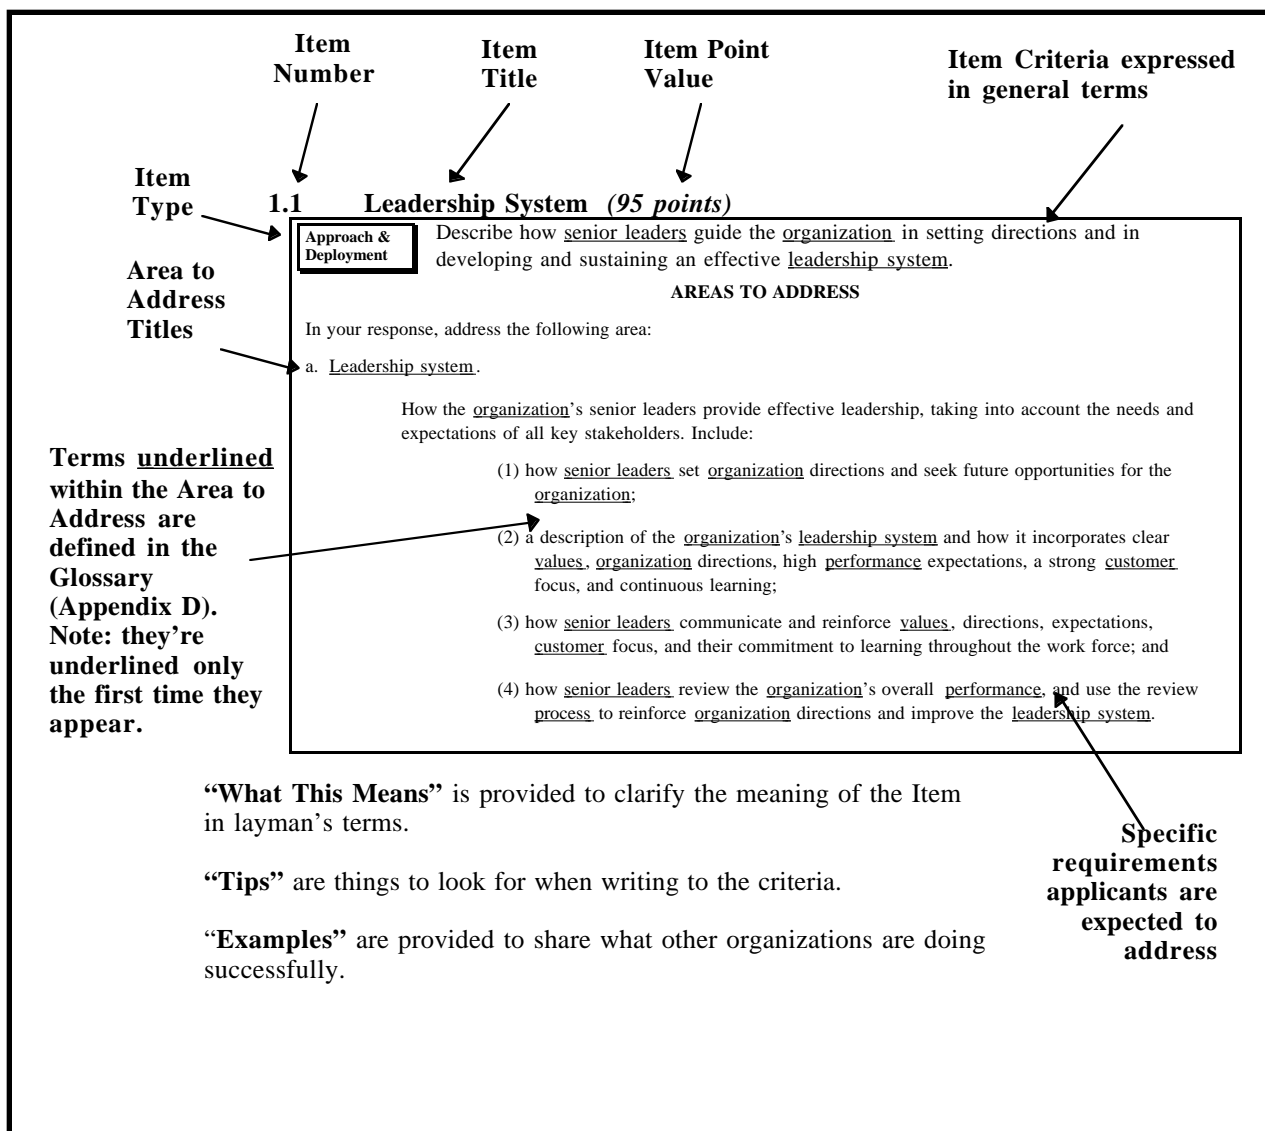 Item
Number
Item
Title
Item Point
Value
Item Criteria expressed
in general terms
Item
Type
1.1 Leadership System (95 points)
Approach &
Deployment
Describe how senior leaders guide the organization in setting directions and in
developing and sustaining an effective leadership system.
AREAS TO ADDRESS
Area to
Address
Titles
In your response, address the following area:
a. Leadership system.
How the organization's senior leaders provide effective leadership, taking into account the needs and
expectations of all key stakeholders. Include:
Terms underlined
within the Area to
Address are
defined in the
Glossary
(Appendix D).
Note: they're
underlined only
the first time they
appear.
(1) how senior leaders set organization directions and seek future opportunities for the
organization;
(2) a description of the organization's leadership system and how it incorporates clear
values, organization directions, high performance expectations, a strong customer
focus, and continuous learning;
(3) how senior leaders communicate and reinforce values, directions, expectations,
customer focus, and their commitment to learning throughout the work force; and
(4) how senior leaders review the organization's overall performance, and use the review
process to reinforce organization directions and improve the leadership system.
“What This Means” is provided to clarify the meaning of the Item
in layman's terms.
“Tips” are things to look for when writing to the criteria.
“Examples” are provided to share what other organizations are doing
successfully.
Specific
requirements
applicants are
expected to
address